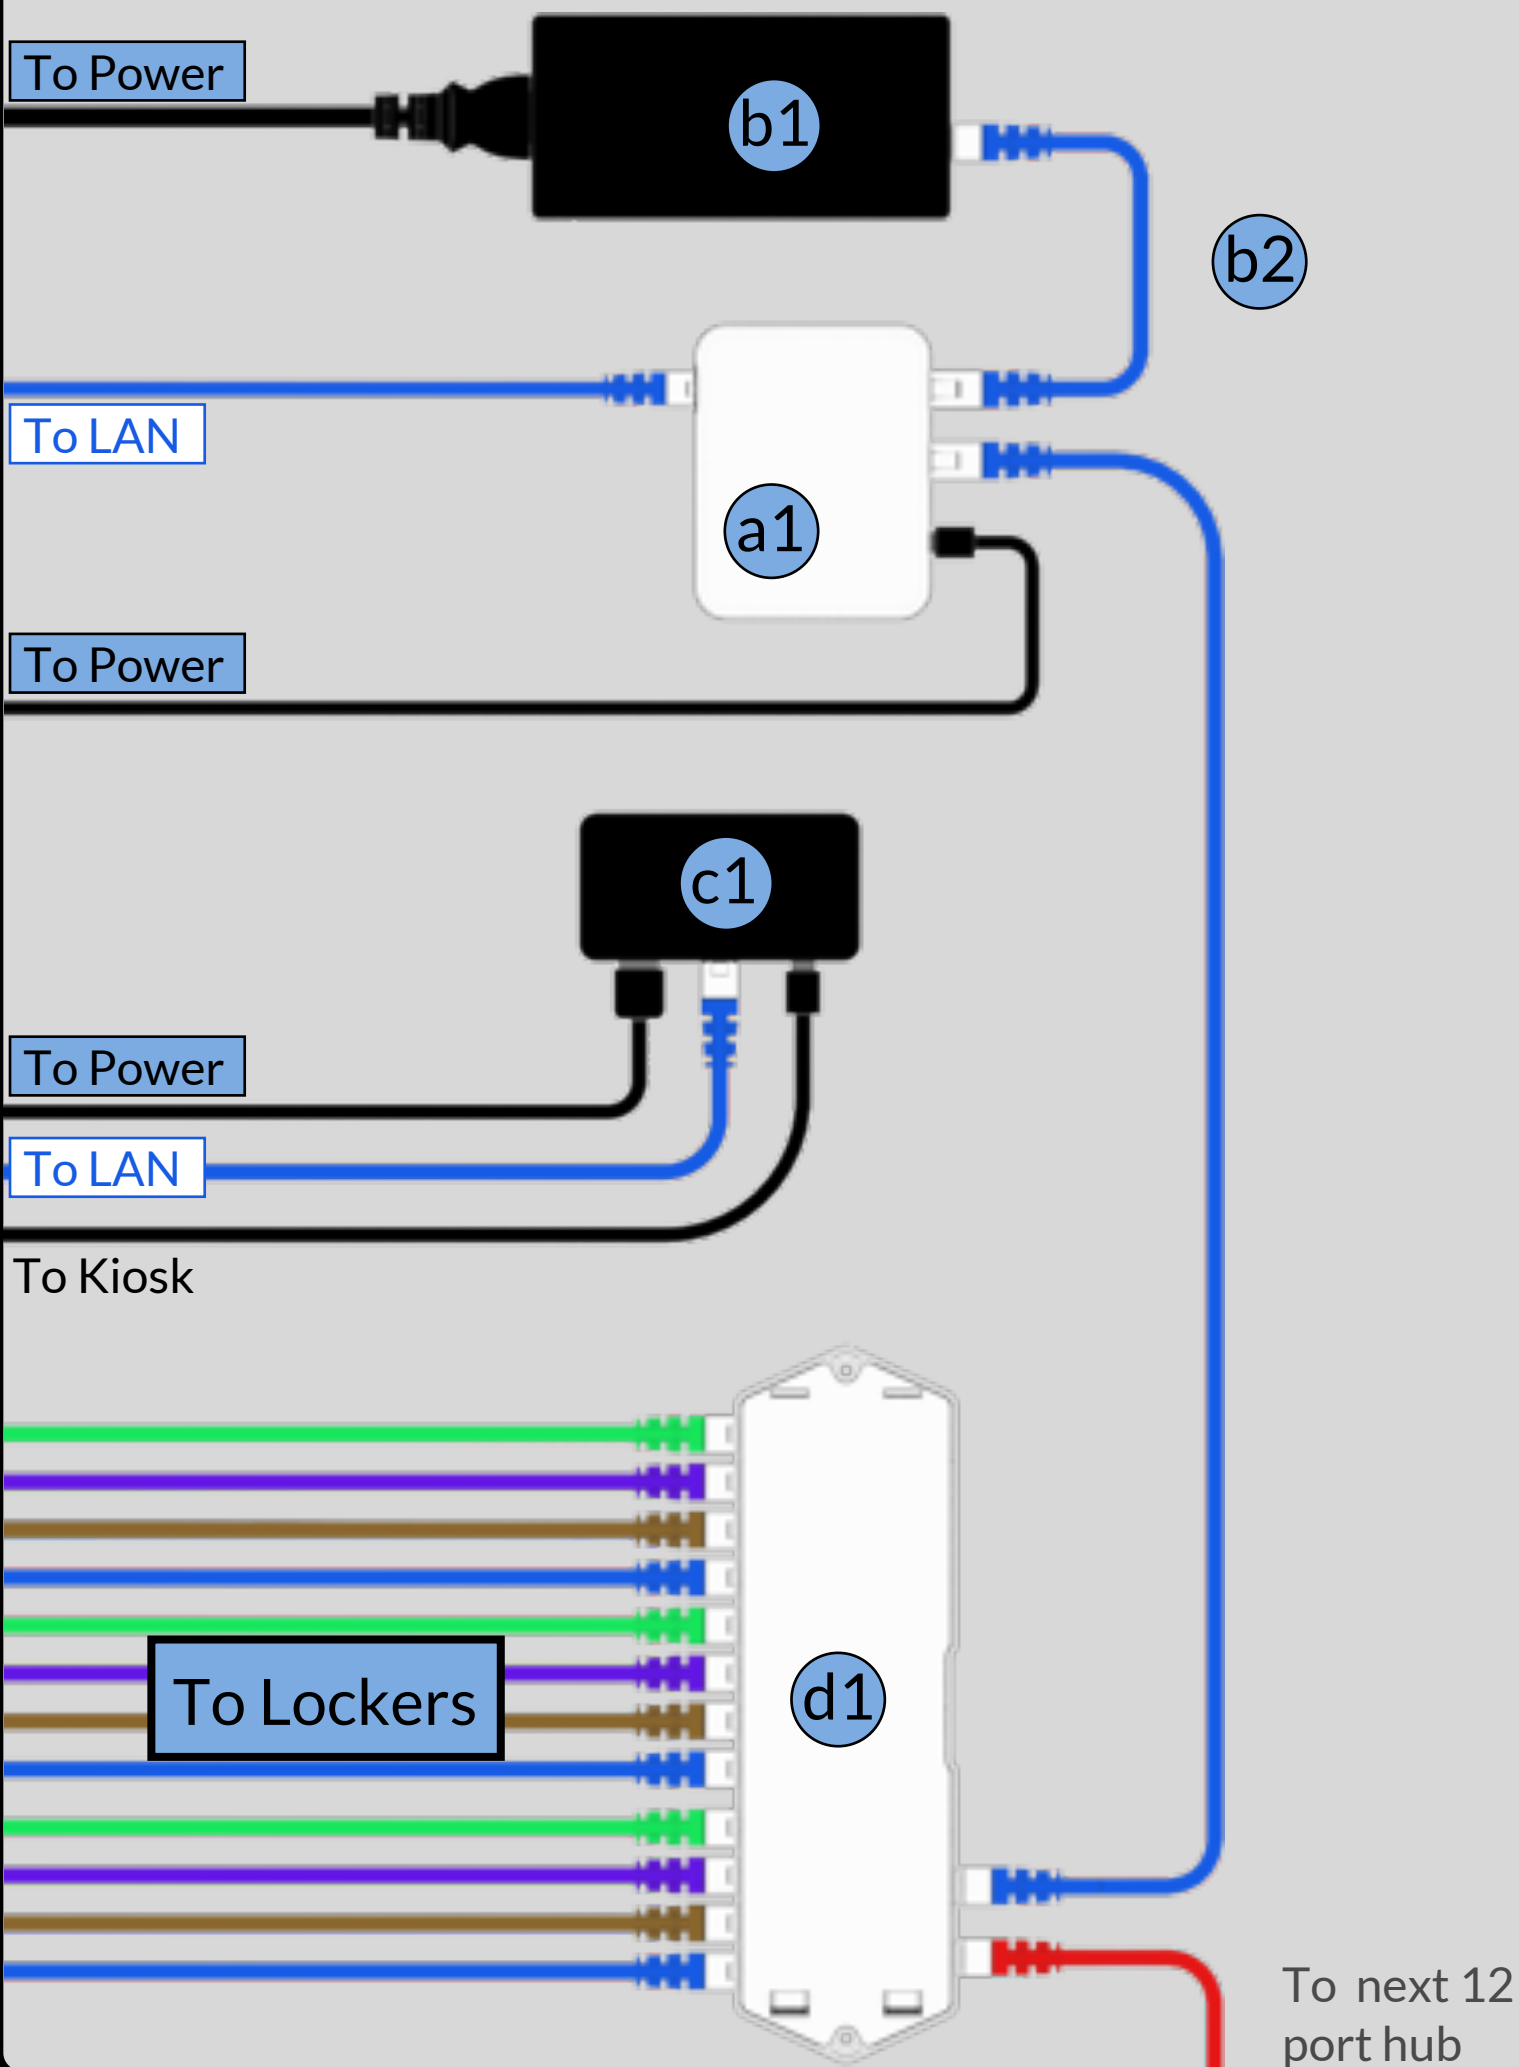 To Power
b1
b2
To LAN
a1
To Power
c1
To Power
To LAN
To Kiosk
To Lockers
d1
To next 12
port hub